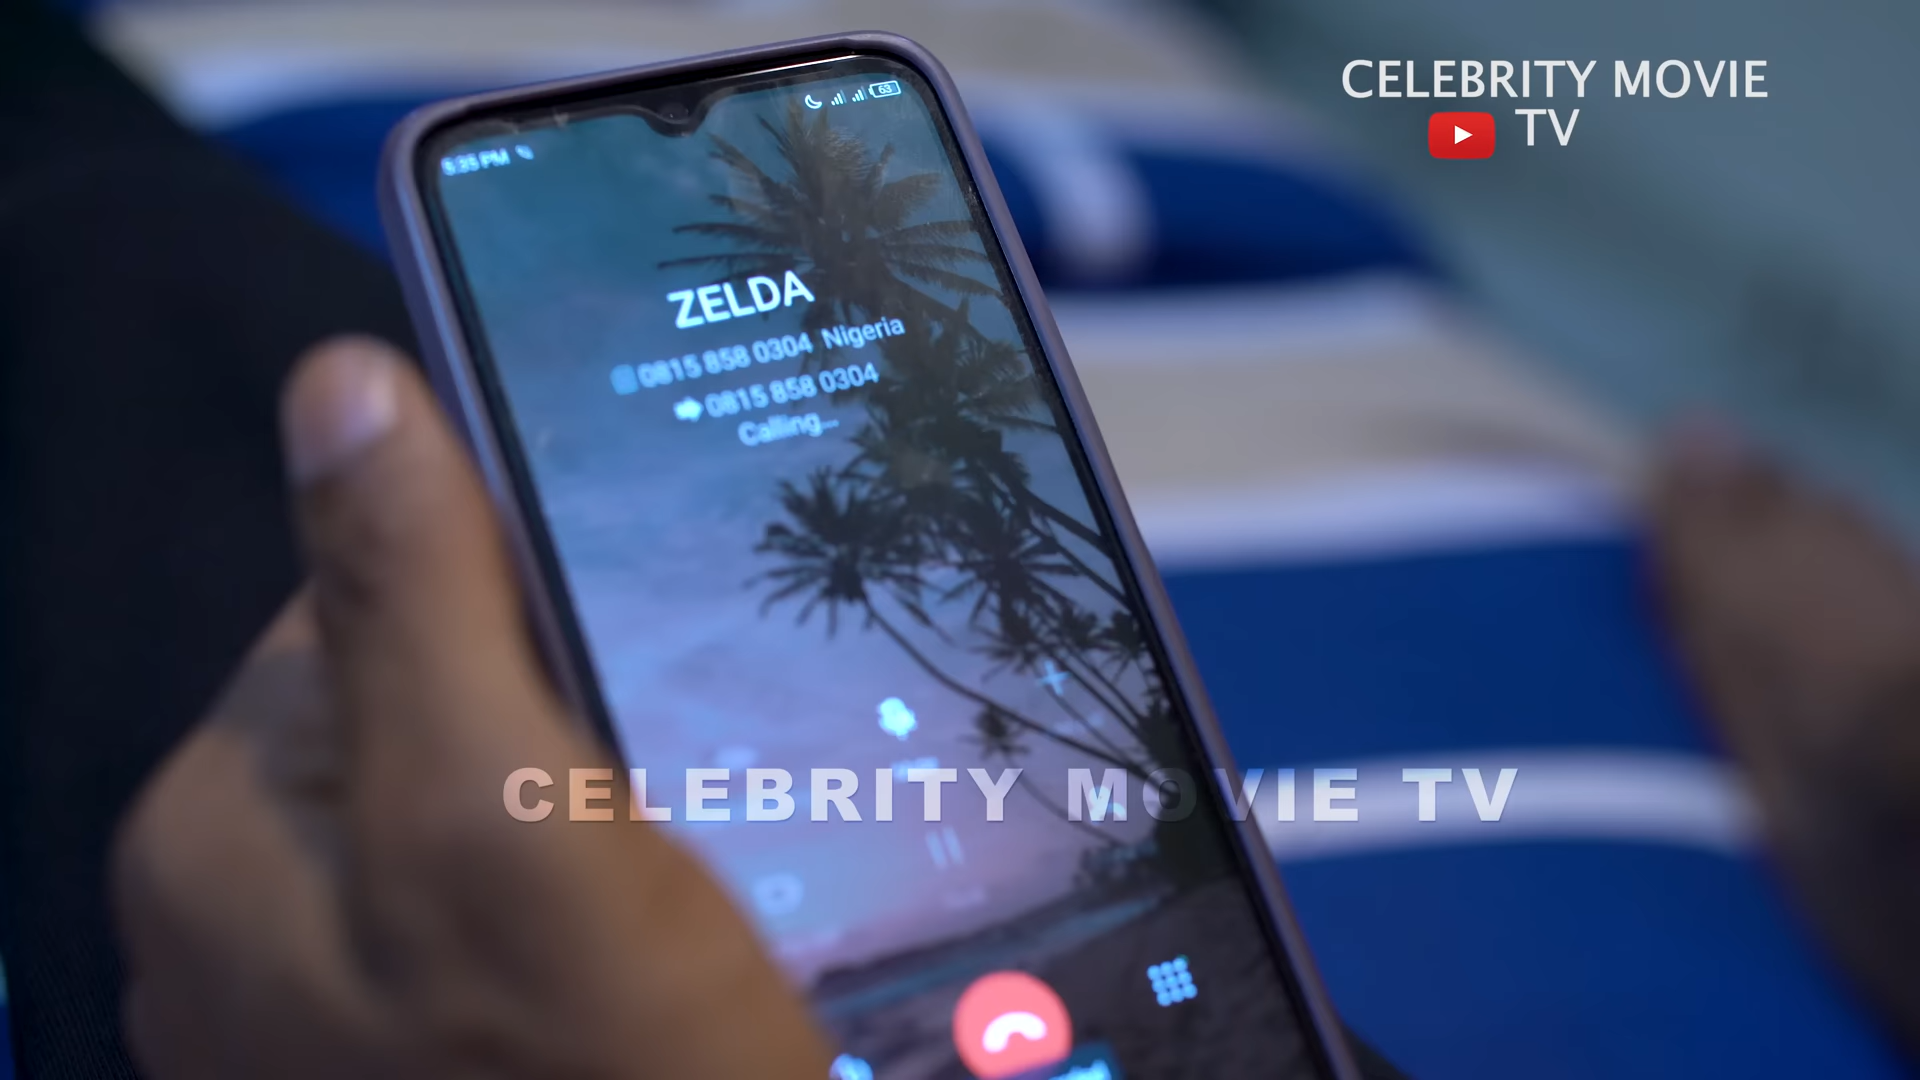 CELEBRITY MOVIE
TV
63
5:35 PM
ZELDA
0815 858 0304 Nigeria
0815 858 0304
Calling...
CELEBRITY MOVIE TV